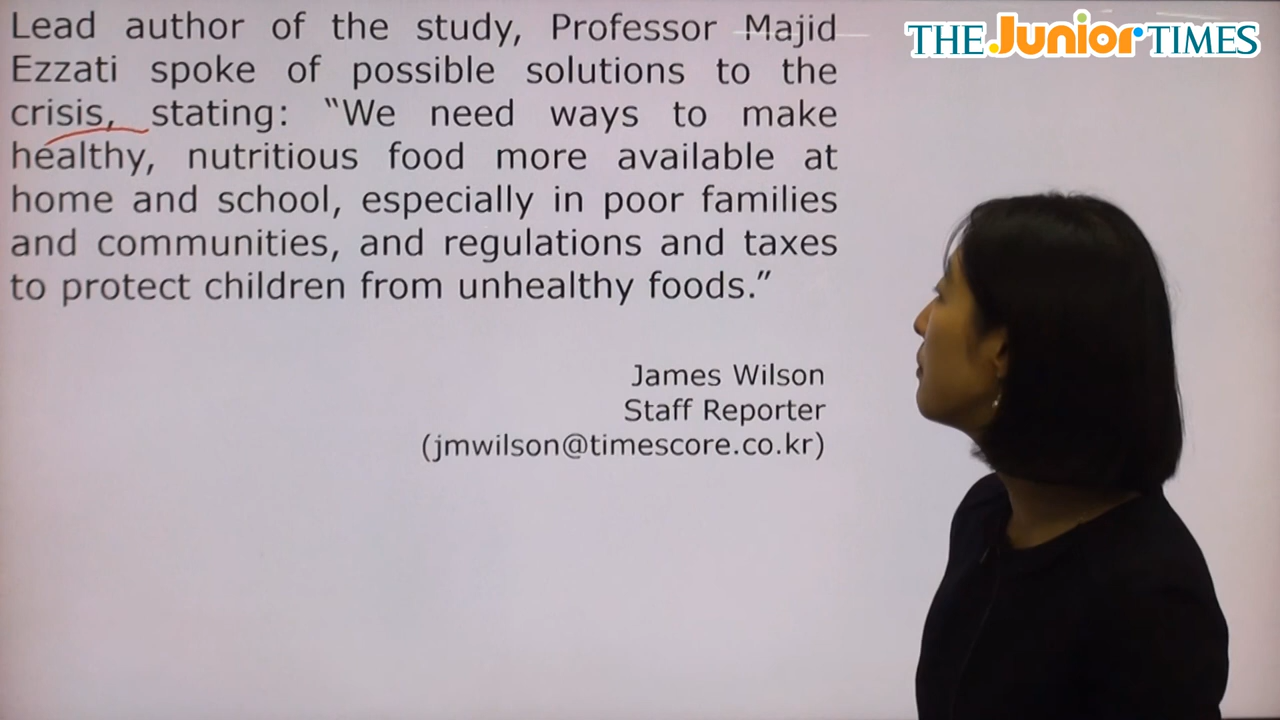 Lead author of the study, Professor Majid
Ezzati spoke of possible solutions to the
crisis, stating: “We need ways to make
healthy, nutritious food more available at
home and school, especially in poor families
and communities, and regulations and taxes
to protect children from unhealthy foods.”
James Wilson
Staff Reporter
(jmwilson@timescore.co.kr)
THE Junior TIMES